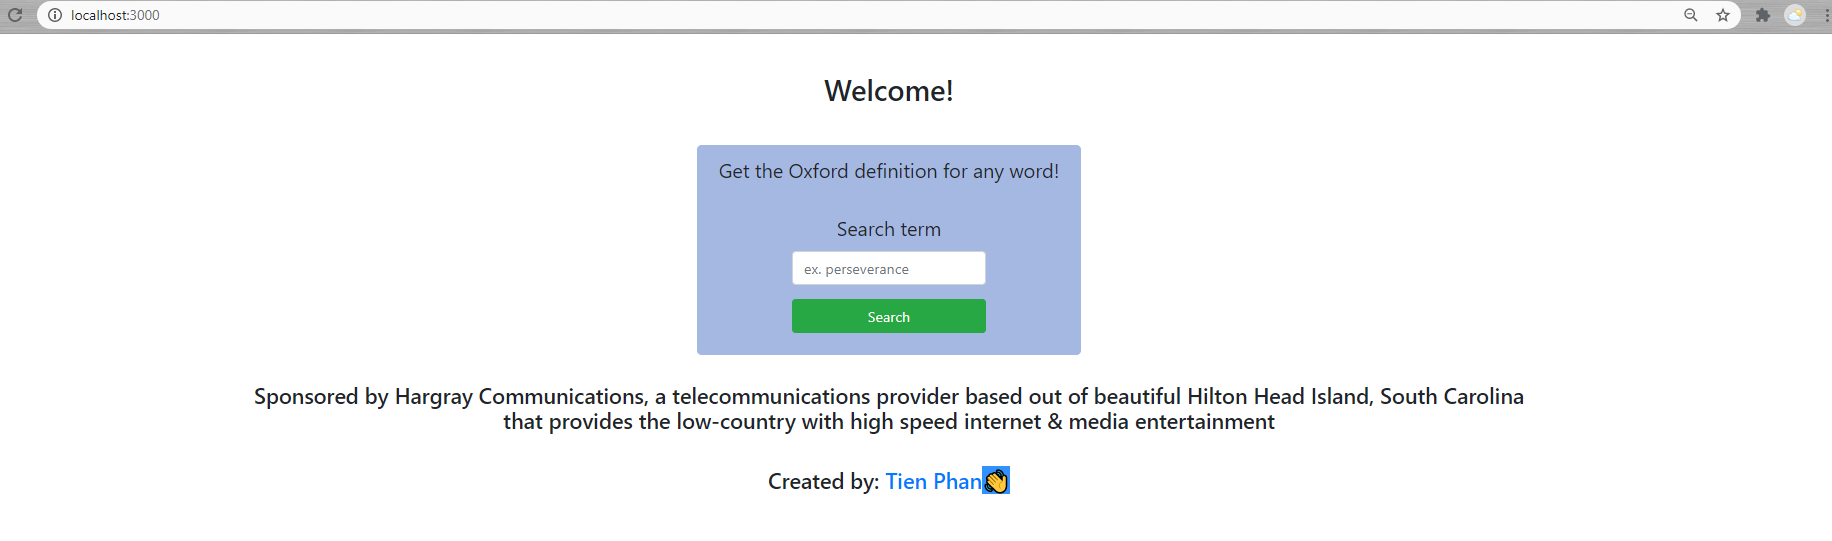 localhost:3000
Welcome!
Get the Oxford definition for any word!
Search term
ex. perseverance
Search
Sponsored by Hargray Communications, a telecommunications provider based out of beautiful Hilton Head Island, South Carolina
that provides the low-country with high speed internet & media entertainment
Created by: Tien Phan👏